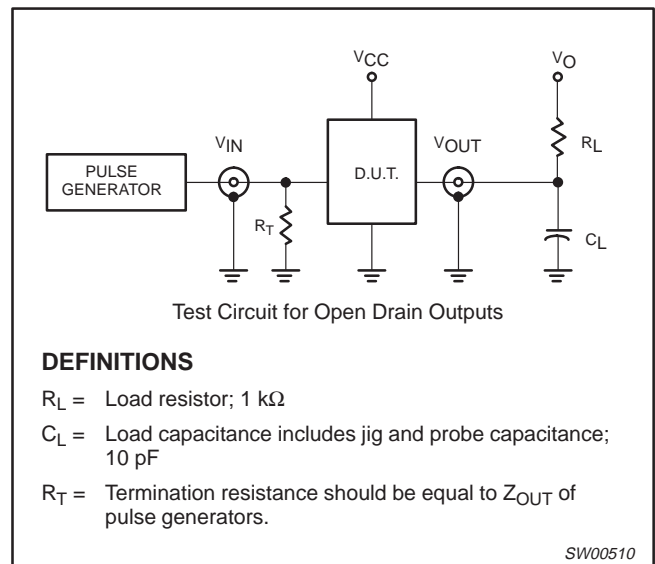 VCC
VO
VIN
VOUT
RL
PULSE
GENERATOR
D.U.T.
RT
CL
Test Circuit for Open Drain Outputs
DEFINITIONS
RL = Load resistor; 1 kΩ
CL = Load capacitance includes jig and probe capacitance;
10 pF
RT = Termination resistance should be equal to ZOUT of
pulse generators.
SW00510